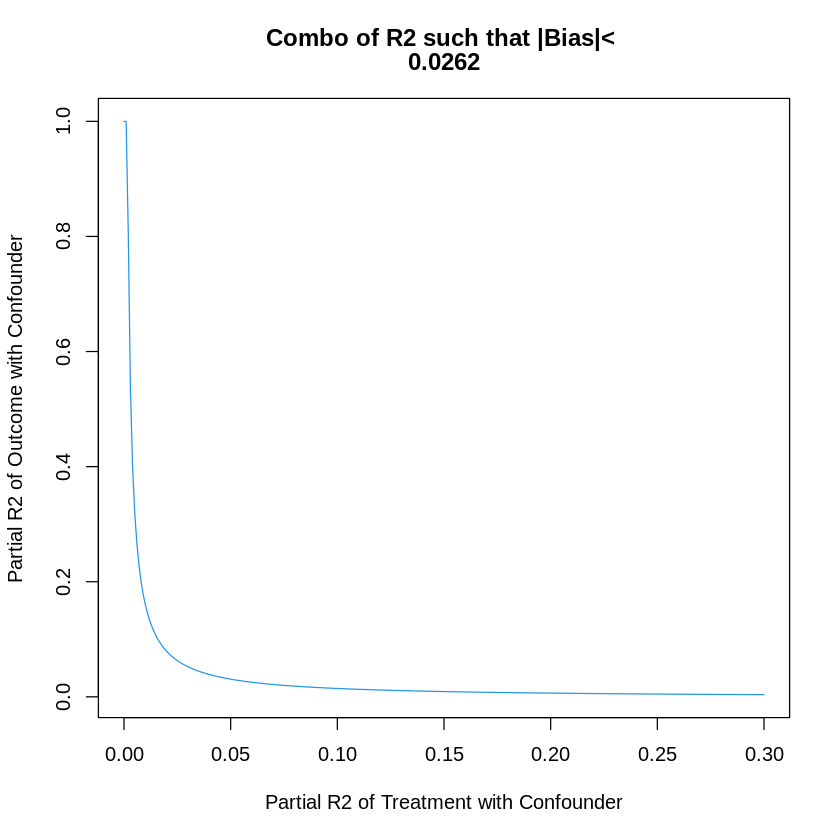 Combo of R2 such that |Bias|<
0.0262
Partial R2 of Outcome with Confounder
1.0
0.8
0.6
0.4
0.2
0.0
0.00 0.05 0.10 0.15 0.20 0.25 0.30
Partial R2 of Treatment with Confounder